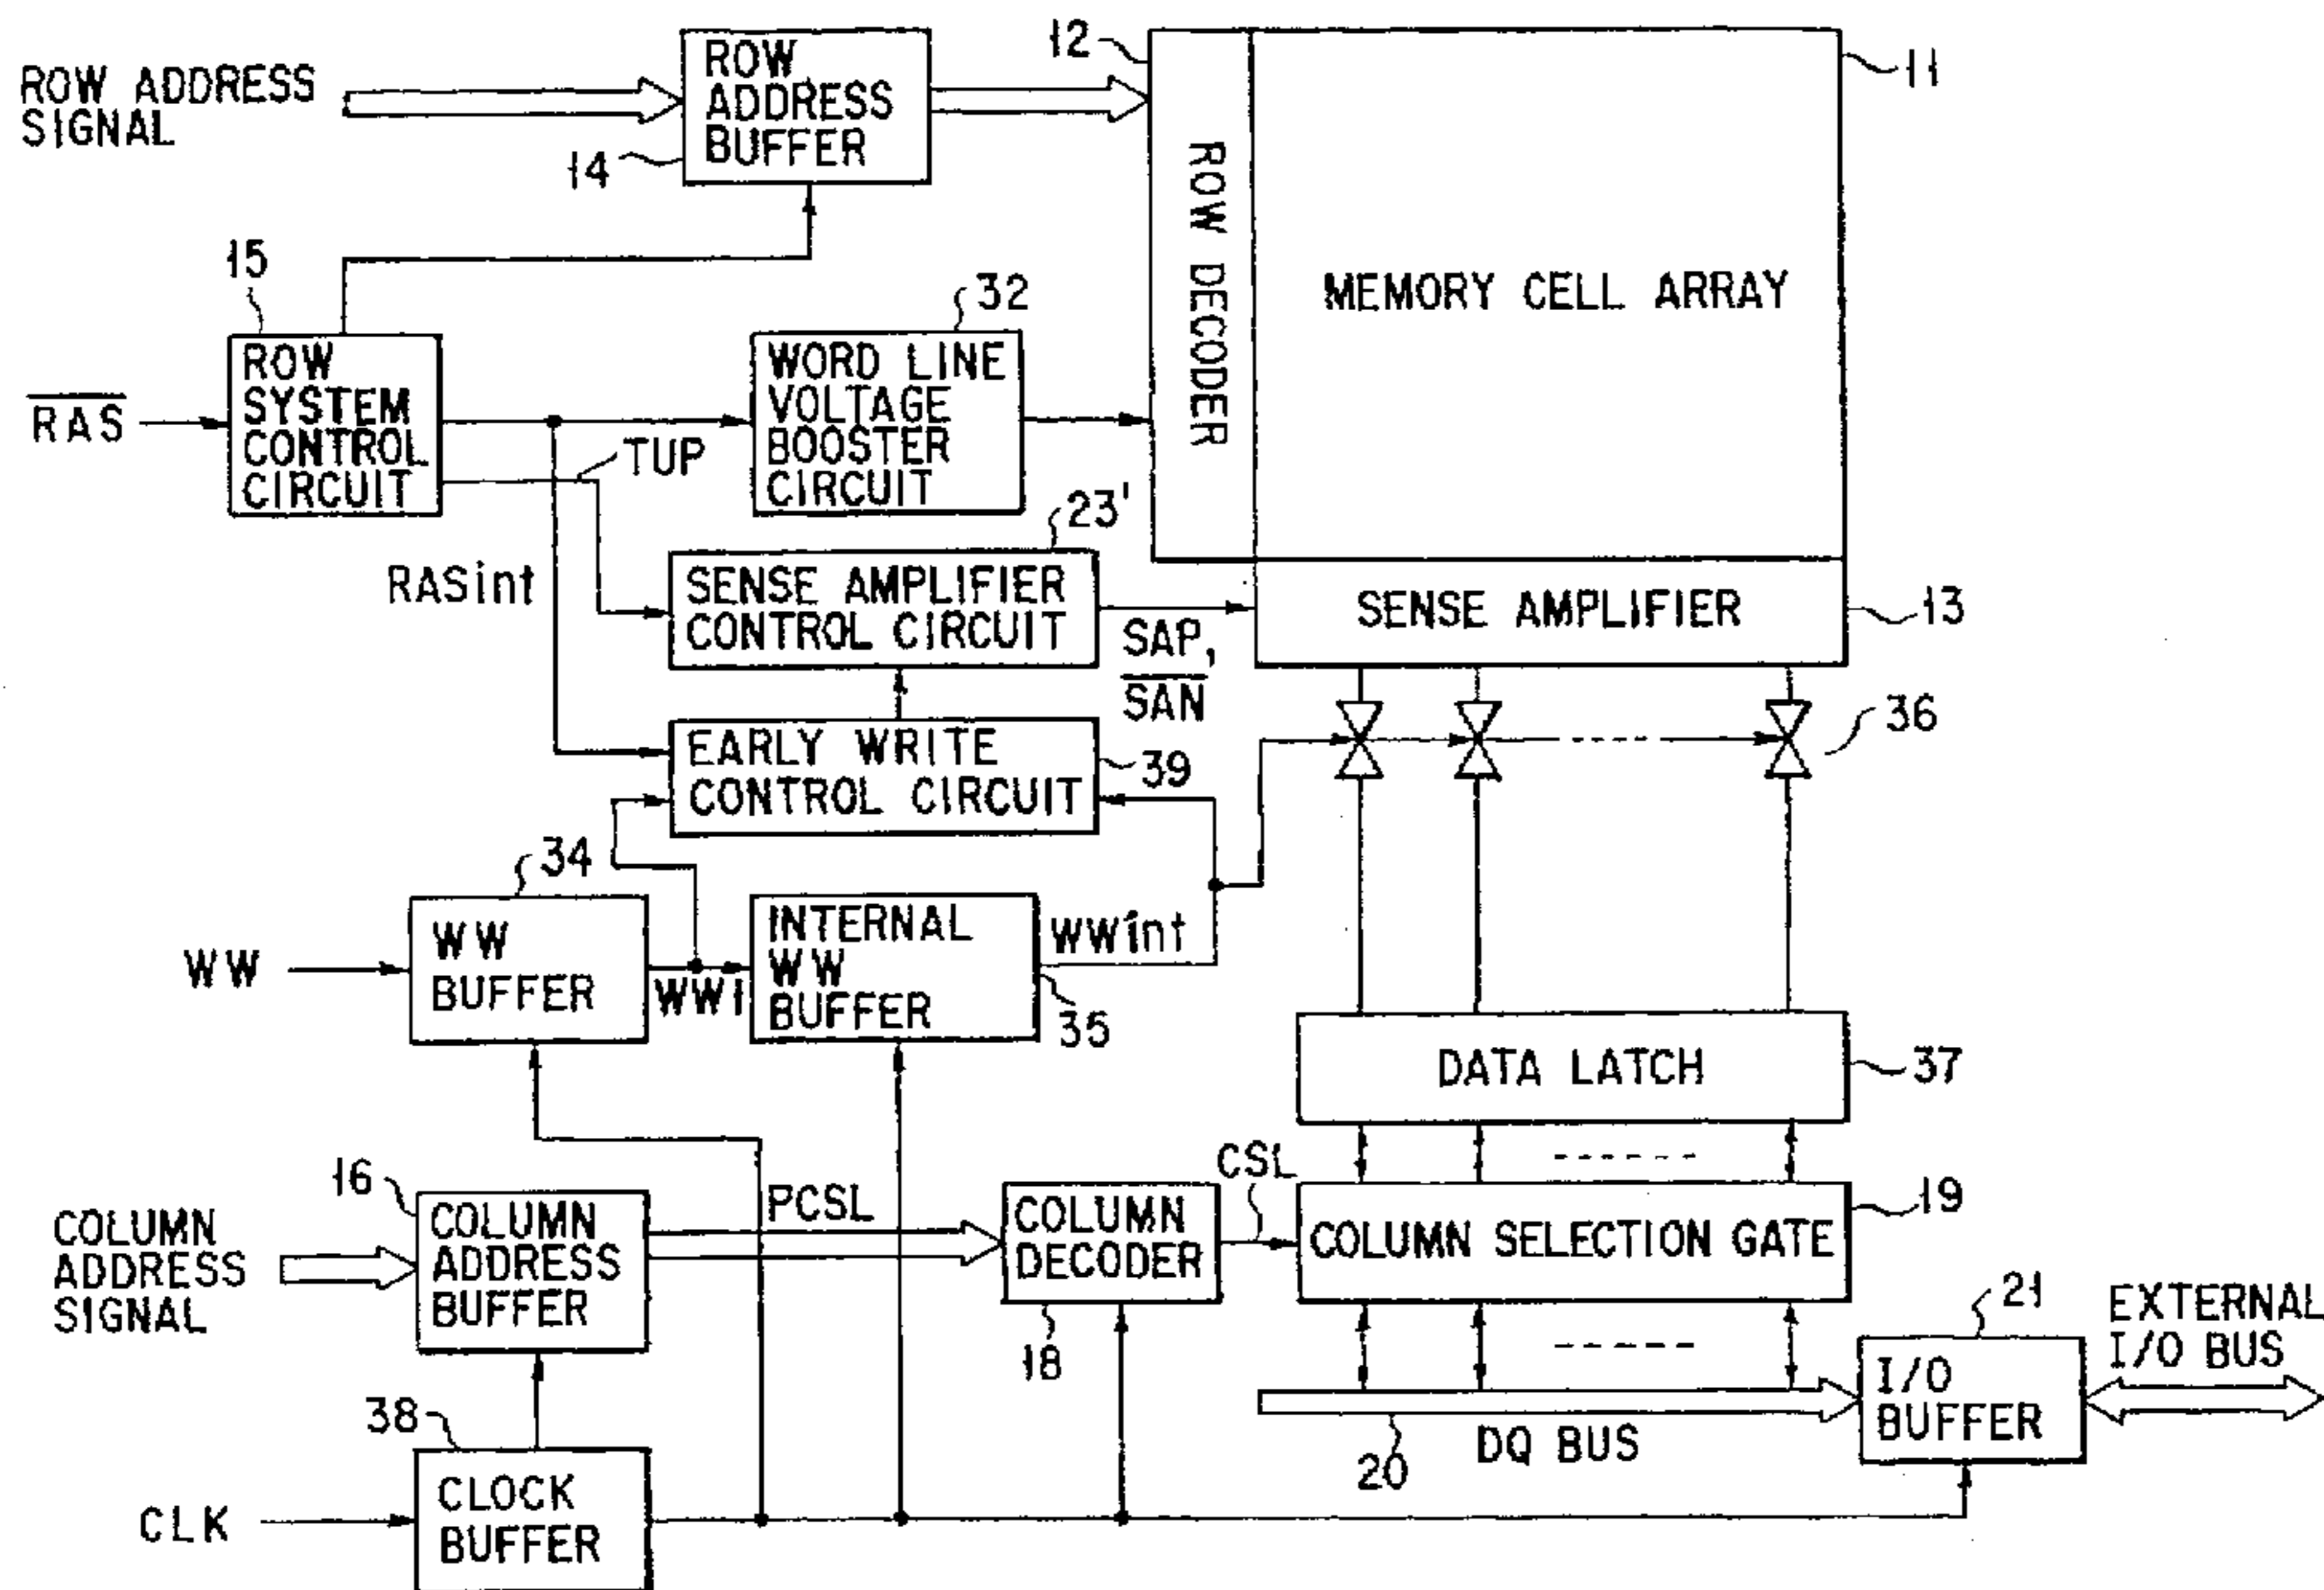 ROW ADDRESS
SIGNAL
ROW
ADDRESS
BUFFER
14
12
11
ROW DECODER
MEMORY CELL ARRAY
15
ROW
SYSTEM
CONTROL
CIRCUIT
RAS
32
WORD LINE
VOLTAGE
BOOSTER
CIRCUIT
TUP
RASint
23'
SENSE AMPLIFIER
CONTROL CIRCUIT
SAP,
SAN
SENSE AMPLIFIER
13
36
EARLY WRITE
CONTROL CIRCUIT
39
34
WW
WW
BUFFER
WWI
INTERNAL
WW
BUFFER
35
WWint
DATA LATCH
37
16
COLUMN
ADDRESS
SIGNAL
COLUMN
ADDRESS
BUFFER
PCSL
COLUMN
DECODER
18
CSL
COLUMN SELECTION GATE
19
21
I/O
BUFFER
EXTERNAL
I/O BUS
20
DQ BUS
38
CLK
CLOCK
BUFFER